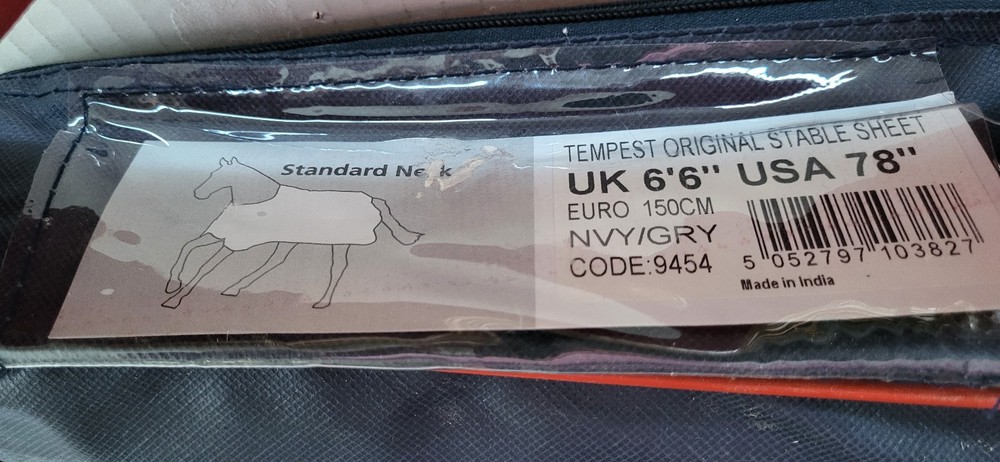 Standard Neck
TEMPEST ORIGINAL STABLE SHEET
UK 6'6" USA 78"
EURO 150CM
NVY/GRY
CODE:9454
5 052797 103827
Made in India